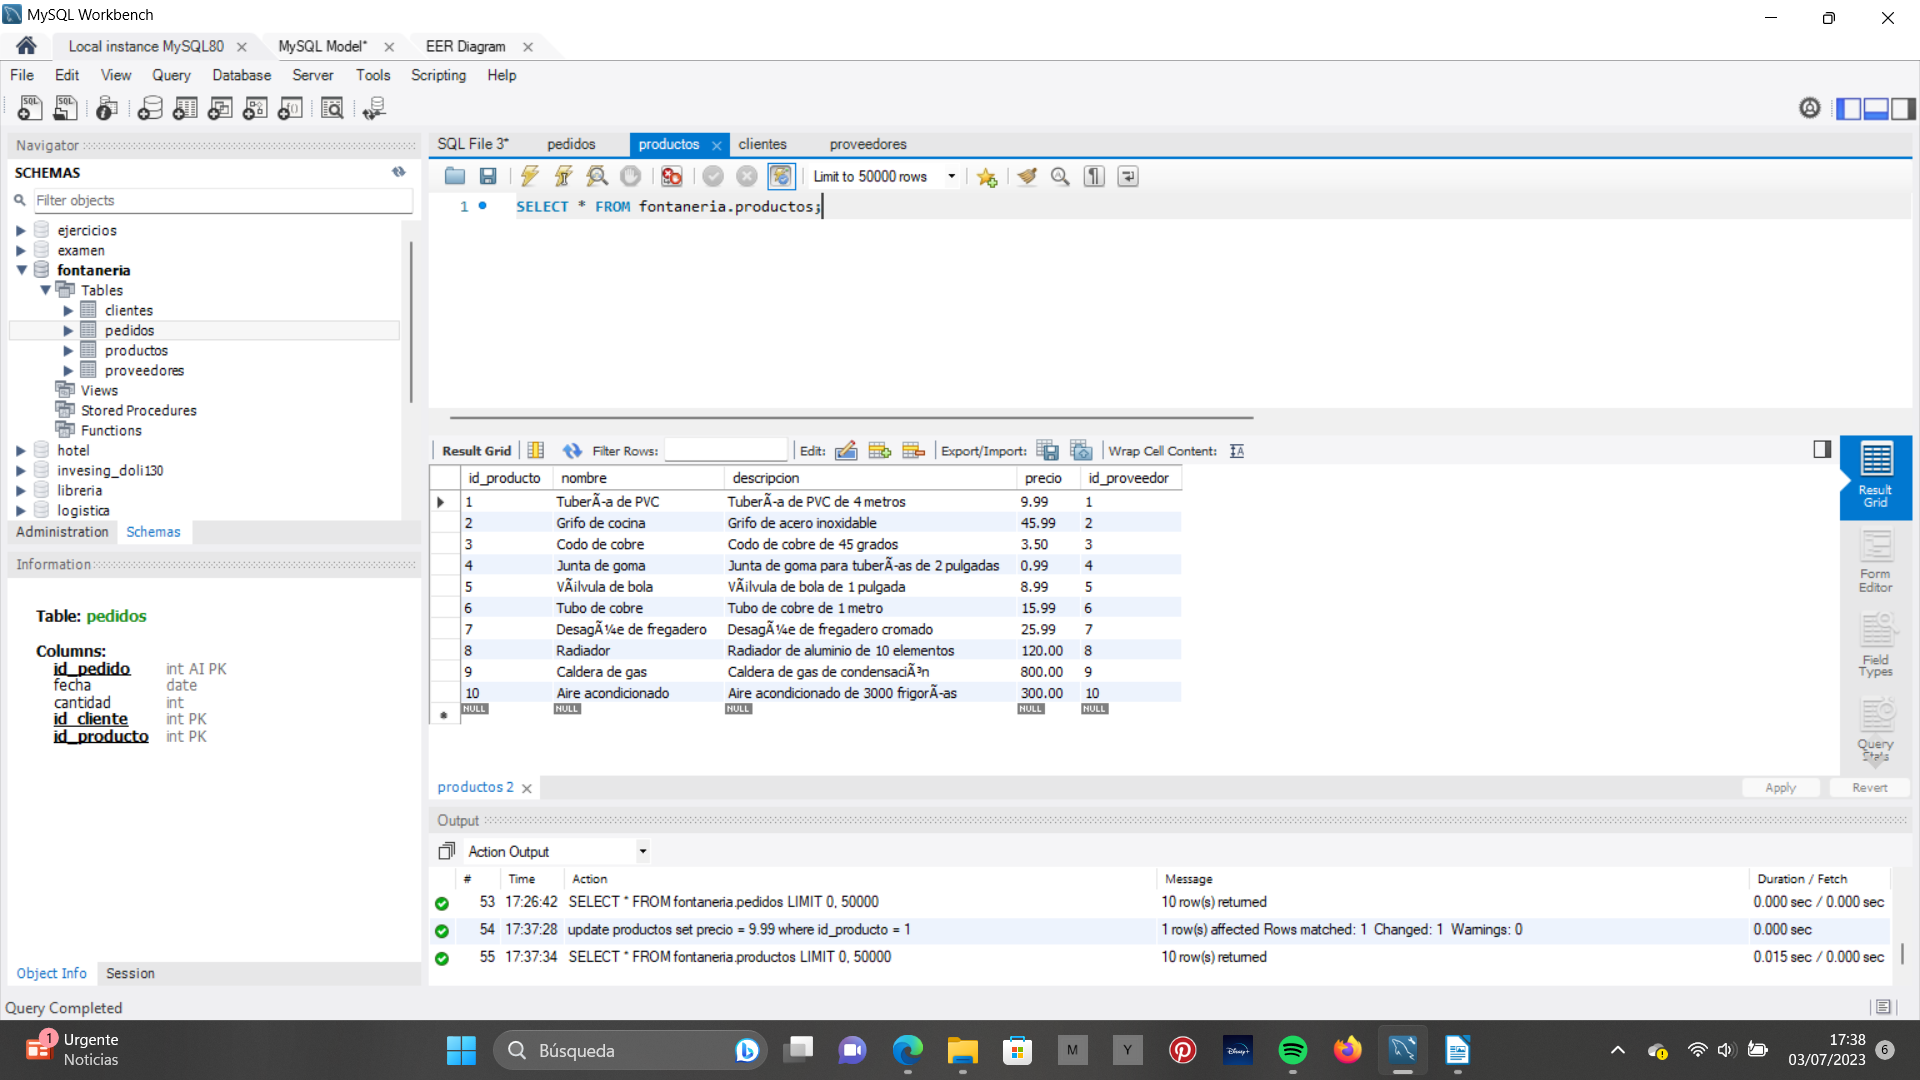 MySQL Workbench
Local instance MySQL80
MySQL Model*
EER Diagram
File Edit View Query Database Server Tools Scripting Help
Navigator
SCHEMAS
Filter objects
ejercicios
examen
fontaneria
Tables
clientes
pedidos
productos
proveedores
Views
Stored Procedures
Functions
hotel
invesing_doli130
libreria
logistica
Administration Schemas
Information
Table: pedidos
Columns:
id_pedido int AI PK
fecha date
cantidad int
id_cliente int PK
id_producto int PK
Object Info Session
Query Completed
SQL File 3* pedidos productos clientes proveedores
Limit to 50000 rows
1 SELECT * FROM fontaneria.productos;
Result Grid Filter Rows: Edit: Export/Import: Wrap Cell Content:
id_producto nombre descripcion precio id_proveedor
1 TuberÃ-a de PVC TuberÃ-a de PVC de 4 metros 9.99 1
2 Grifo de cocina Grifo de acero inoxidable 45.99 2
3 Codo de cobre Codo de cobre de 45 grados 3.50 3
4 Junta de goma Junta de goma para tuberÃ-as de 2 pulgadas 0.99 4
5 VÃ¡lvula de bola VÃ¡lvula de bola de 1 pulgada 8.99 5
6 Tubo de cobre Tubo de cobre de 1 metro 15.99 6
7 DesagÃ¼e de fregadero DesagÃ¼e de fregadero cromado 25.99 7
8 Radiador Radiador de aluminio de 10 elementos 120.00 8
9 Caldera de gas Caldera de gas de condensaciÃ³n 800.00 9
10 Aire acondicionado Aire acondicionado de 3000 frigorÃ-as 300.00 10
NULL NULL NULL NULL NULL
Result Grid
Form Editor
Field Types
Query Stats
productos 2
Apply Revert
Output
Action Output
# Time Action Message Duration / Fetch
53 17:26:42 SELECT * FROM fontaneria.pedidos LIMIT 0, 50000 10 row(s) returned 0.000 sec / 0.000 sec
54 17:37:28 update productos set precio = 9.99 where id_producto = 1 1 row(s) affected Rows matched: 1 Changed: 1 Warnings: 0 0.000 sec
55 17:37:34 SELECT * FROM fontaneria.productos LIMIT 0, 50000 10 row(s) returned 0.015 sec / 0.000 sec
1
Urgente
Noticias
Búsqueda
M
Y
Disney+
17:38
03/07/2023
6